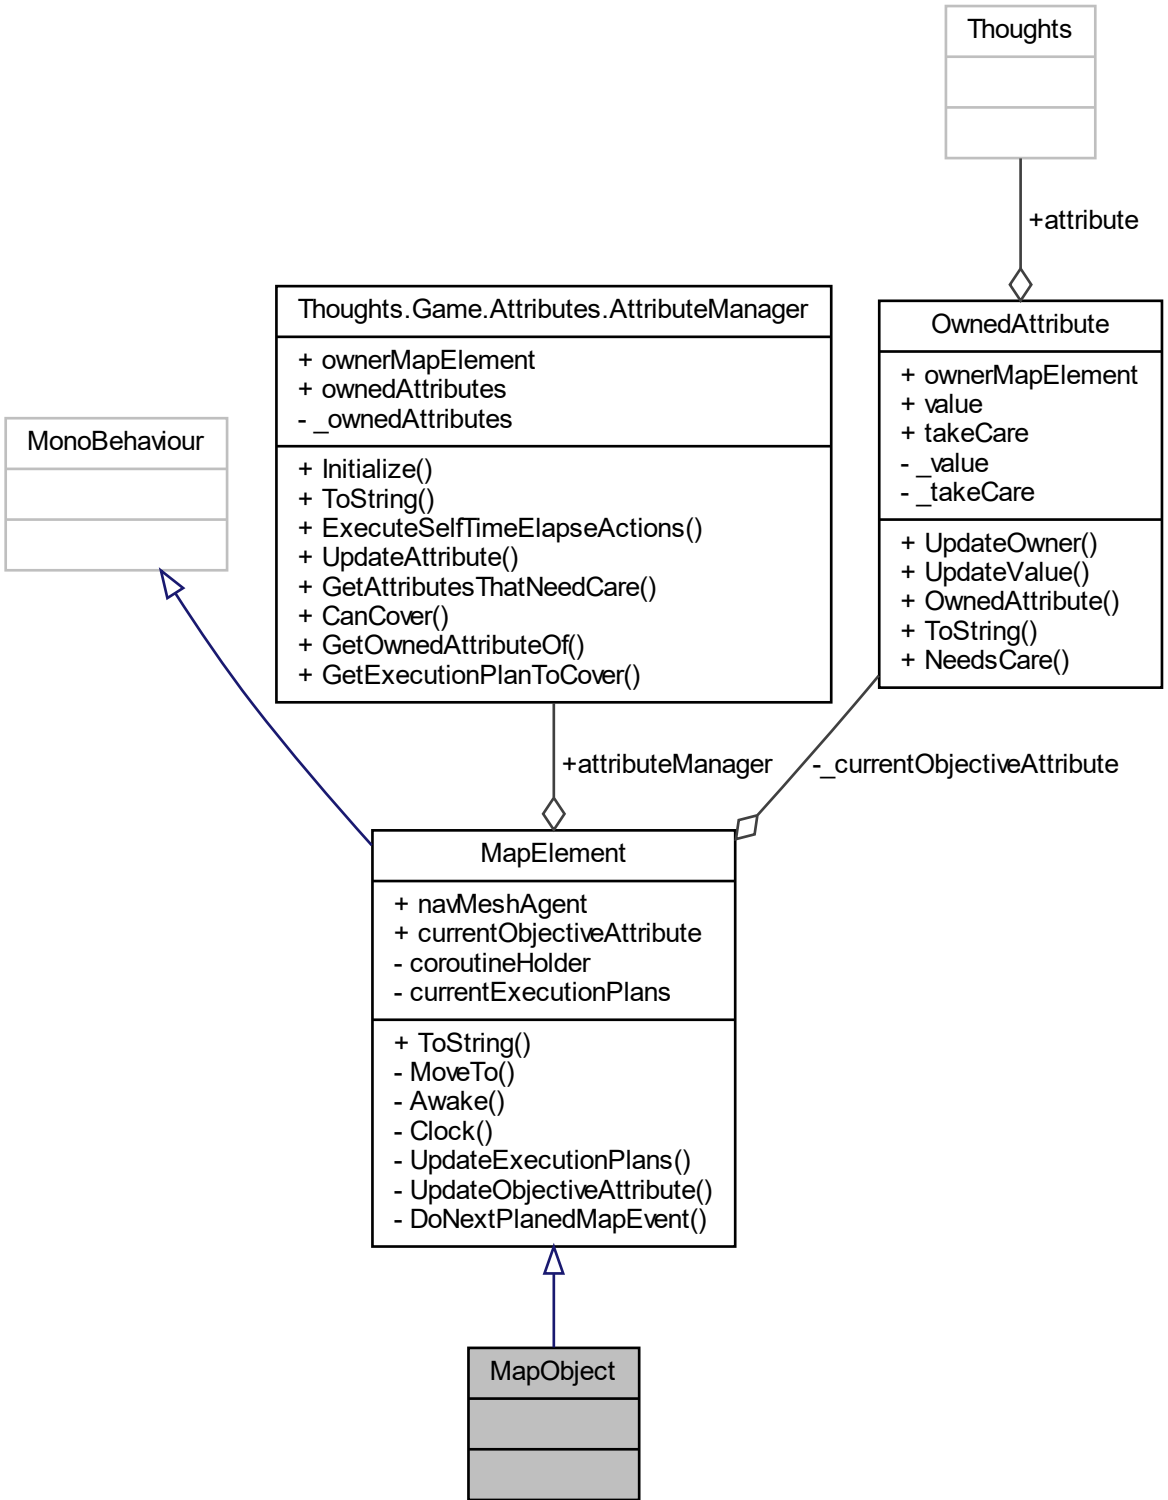 Thoughts
+attribute
Thoughts.Game.Attributes.AttributeManager
+ ownerMapElement
+ ownedAttributes
- _ownedAttributes
+ Initialize()
+ ToString()
+ ExecuteSelfTimeElapseActions()
+ UpdateAttribute()
+ GetAttributesThatNeedCare()
+ CanCover()
+ GetOwnedAttributeOf()
+ GetExecutionPlanToCover()
OwnedAttribute
+ ownerMapElement
+ value
+ takeCare
- _value
- _takeCare
+ UpdateOwner()
+ UpdateValue()
+ OwnedAttribute()
+ ToString()
+ NeedsCare()
MonoBehaviour
+attributeManager
-_currentObjectiveAttribute
MapElement
+ navMeshAgent
+ currentObjectiveAttribute
- coroutineHolder
- currentExecutionPlans
+ ToString()
- MoveTo()
- Awake()
- Clock()
- UpdateExecutionPlans()
- UpdateObjectiveAttribute()
- DoNextPlanedMapEvent()
MapObject